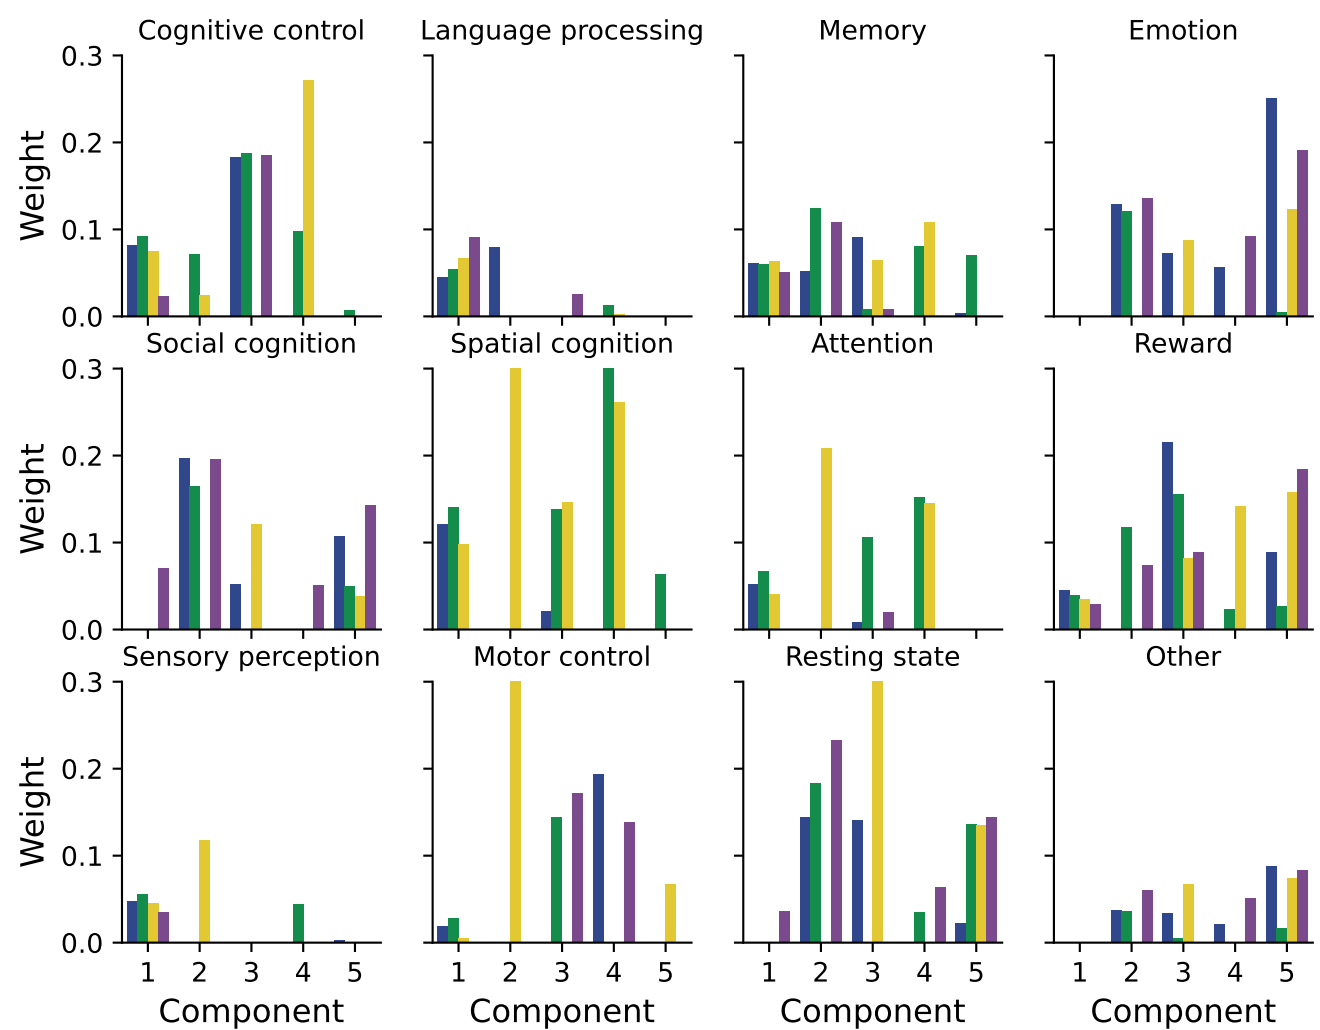 Cognitive control Language processing Memory Emotion
0.3
0.2
0.1
0.0
Weight
Social cognition Spatial cognition Attention Reward
0.3
0.2
0.1
0.0
Weight
Sensory perception Motor control Resting state Other
0.3
0.2
0.1
0.0
Weight
1 2 3 4 5 1 2 3 4 5 1 2 3 4 5 1 2 3 4 5
Component Component Component Component